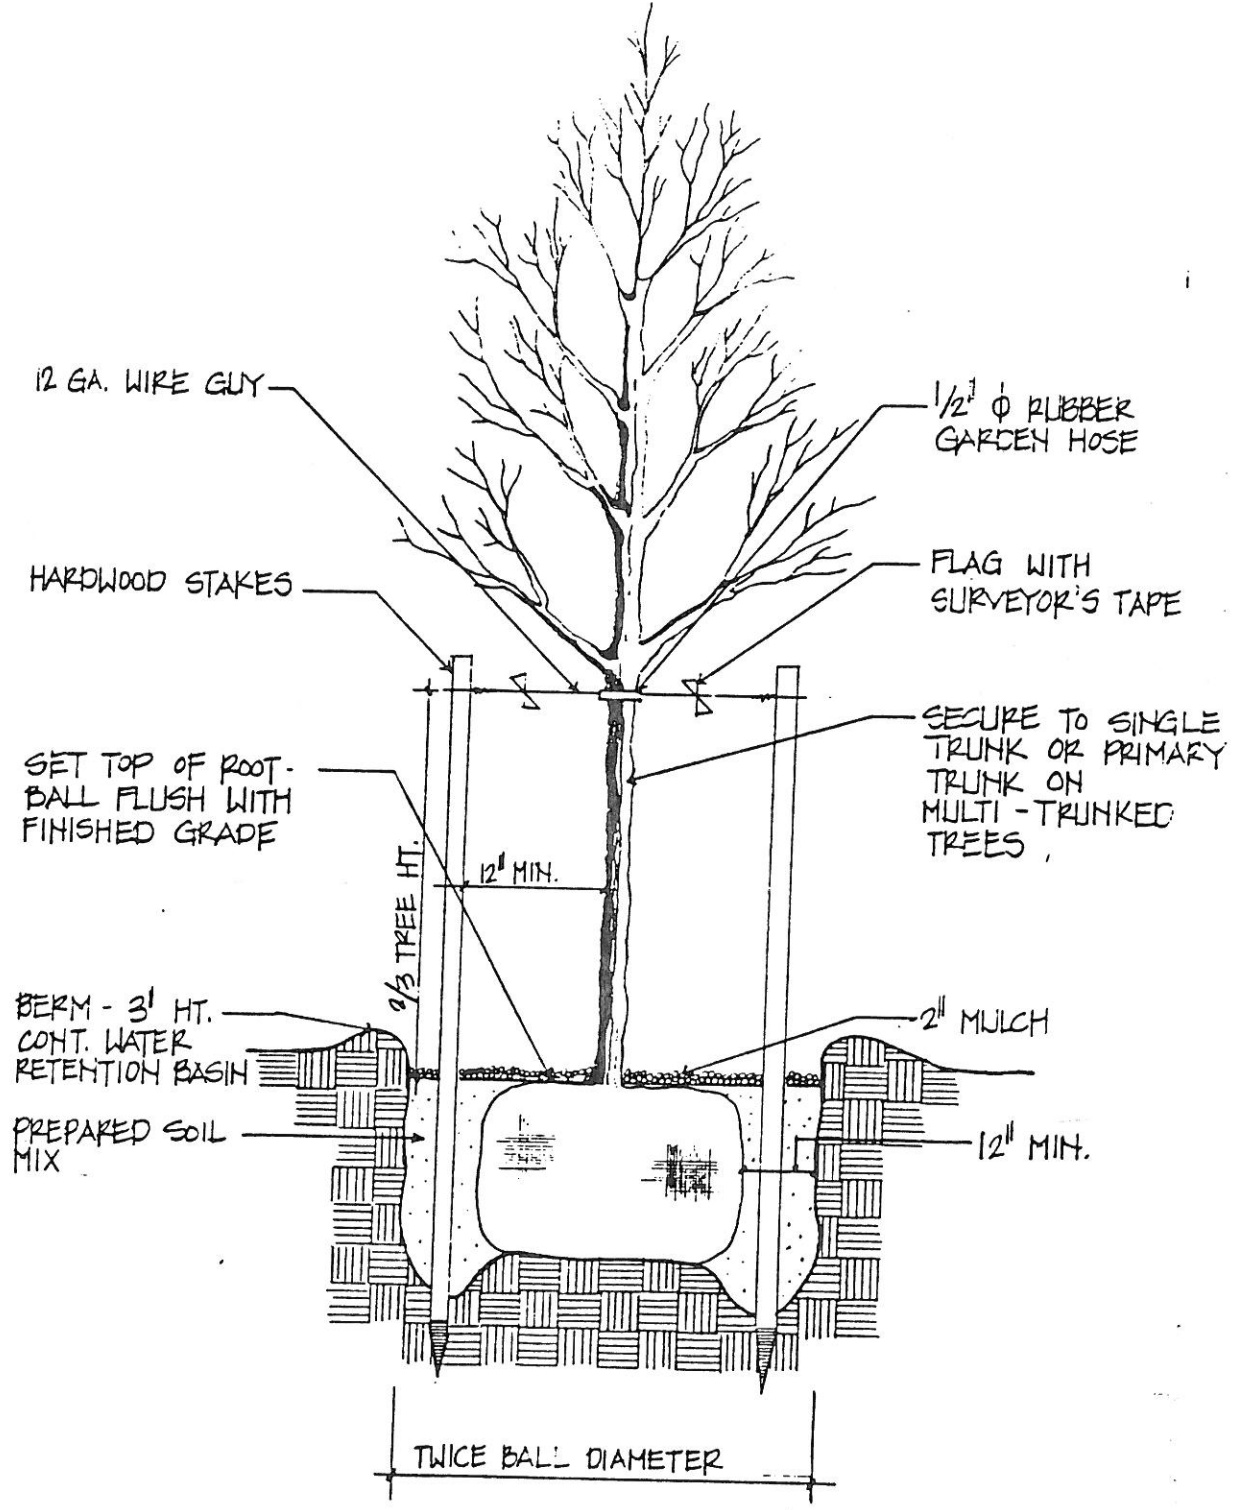 12 GA. WIRE GUY
1/2" ϕ RUBBER
GARDEN HOSE
HARDWOOD STAKES
FLAG WITH
SURVEYOR'S TAPE
SET TOP OF ROOT-
BALL FLUSH WITH
FINISHED GRADE
SECURE TO SINGLE
TRUNK OR PRIMARY
TRUNK ON
MULTI-TRUNKED
TREES
12" MIN.
2/3 TREE HT.
BERM - 3' HT.
CONT. WATER
RETENTION BASIN
2" MULCH
PREPARED SOIL
MIX
12" MIN.
TWICE BALL DIAMETER